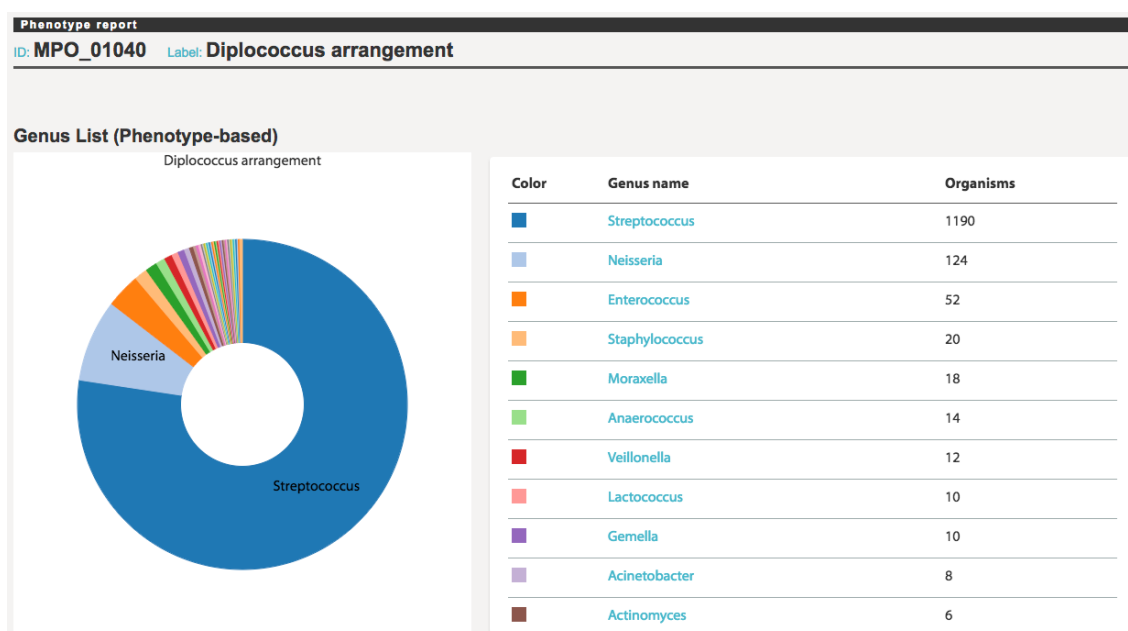 Phenotype report
ID: MPO_01040 Label: Diplococcus arrangement
Genus List (Phenotype-based)
Diplococcus arrangement
Neisseria
Streptococcus
Color Genus name Organisms
Streptococcus 1190
Neisseria 124
Enterococcus 52
Staphylococcus 20
Moraxella 18
Anaerococcus 14
Veillonella 12
Lactococcus 10
Gemella 10
Acinetobacter 8
Actinomyces 6